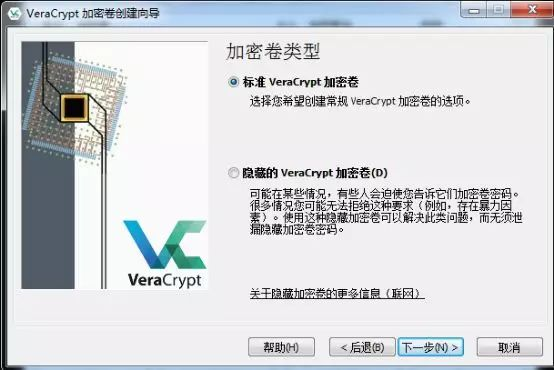 VeraCrypt 加密卷创建向导
加密卷类型
标准 VeraCrypt 加密卷
选择您希望创建常规 VeraCrypt 加密卷的选项。
隐藏的 VeraCrypt 加密卷(D)
可能在某些情况，有些人会迫使您告诉它们加密卷密码。
很多情况您可能无法拒绝这种要求（例如，存在暴力因
素）。使用这种隐藏加密卷可以解决此类问题，而无须泄
漏隐藏加密卷密码。
关于隐藏加密卷的更多信息（联网）
VeraCrypt
帮助(H)
< 后退(B)
下一步(N) >
取消